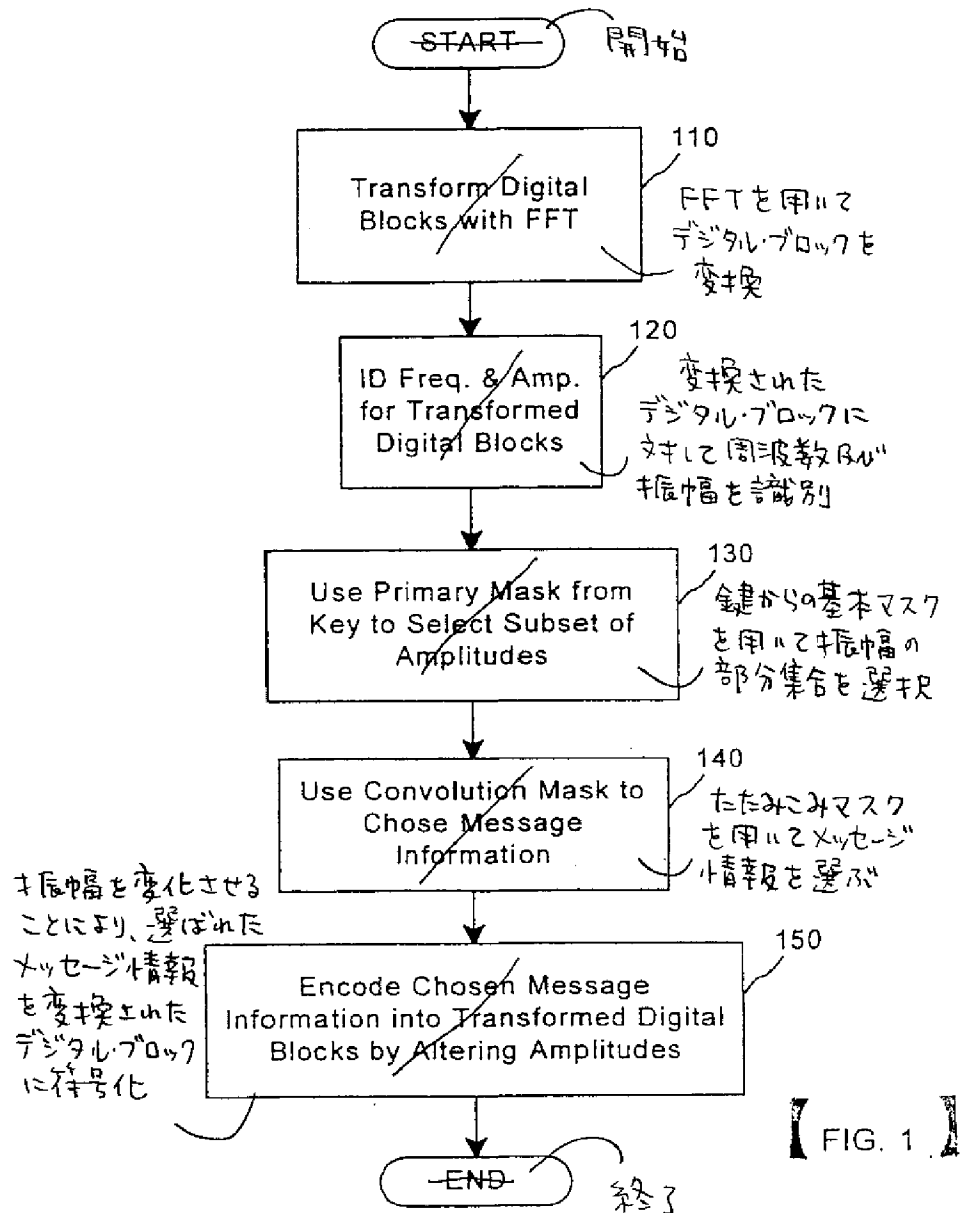 START
開始
110
Transform Digital
Blocks with FFT
FFTを用いて
デジタル・ブロックを
変換
120
ID Freq. & Amp.
for Transformed
Digital Blocks
変換された
デジタル・ブロックに
対して周波数及び
振幅を識別
130
Use Primary Mask from
Key to Select Subset of
Amplitudes
鍵からの基本マスク
を用いて振幅の
部分集合を選択
140
Use Convolution Mask to
Chose Message
Information
たたみこみマスク
を用いてメッセージ
情報を選ぶ
振幅を変化させる
ことにより、選ばれた
メッセージ情報
を変換された
デジタル・ブロック
に符号化
150
Encode Chosen Message
Information into Transformed Digital
Blocks by Altering Amplitudes
END
終了
【 FIG. 1 】